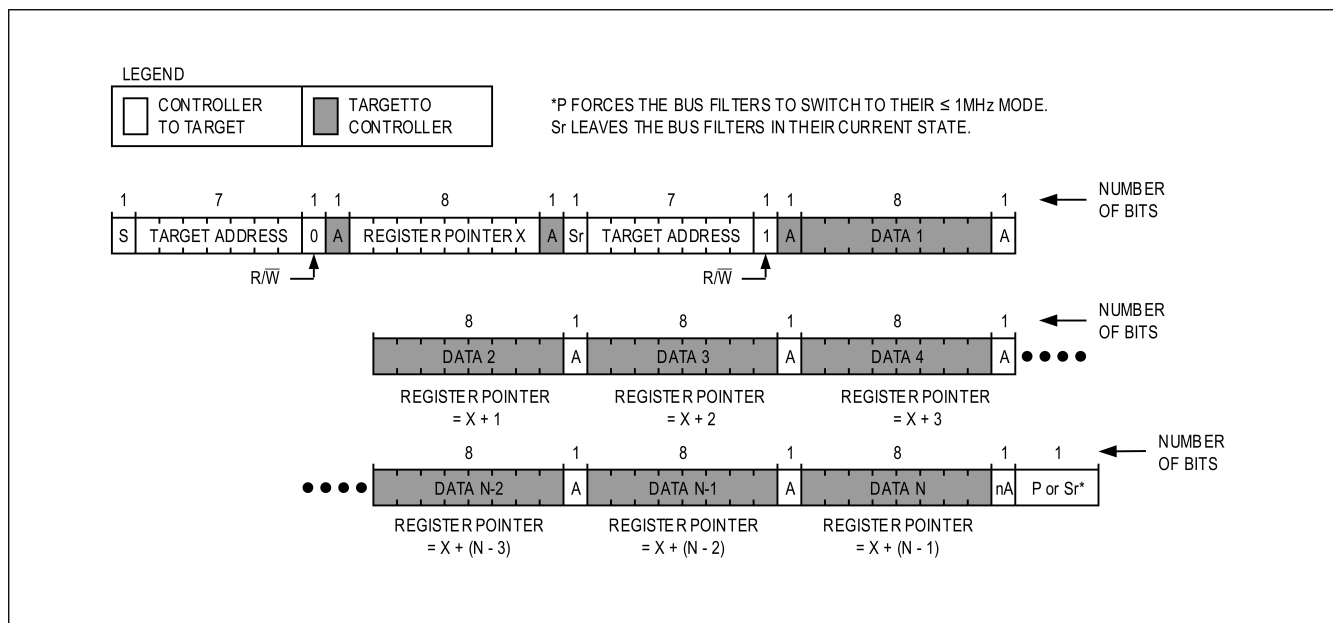 LEGEND
CONTROLLER
TO TARGET
TARGETTO
CONTROLLER
*P FORCES THE BUS FILTERS TO SWITCH TO THEIR ≤ 1MHz MODE.
Sr LEAVES THE BUS FILTERS IN THEIR CURRENT STATE.
1 7 1 1 8 1 1 7 1 1 8 1
NUMBER
OF BITS
S TARGET ADDRESS 0 A REGISTER POINTER X A Sr TARGET ADDRESS 1 A DATA 1 A
R/W̅ R/W̅
8 1 8 1 8 1
NUMBER
OF BITS
DATA 2 A DATA 3 A DATA 4 A
REGISTER POINTER REGISTER POINTER REGISTER POINTER
= X + 1 = X + 2 = X + 3
8 1 8 1 8 1 1
NUMBER
OF BITS
DATA N-2 A DATA N-1 A DATA N nA P or Sr*
REGISTER POINTER REGISTER POINTER REGISTER POINTER
= X + (N - 3) = X + (N - 2) = X + (N - 1)